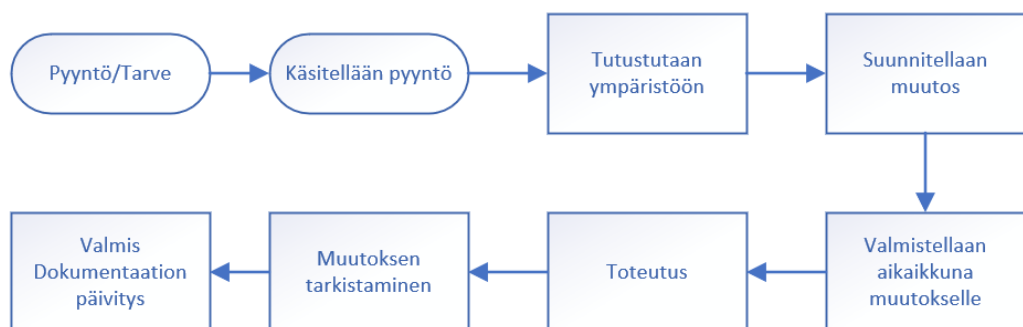 Pyyntö/Tarve
Käsitellään pyyntö
Tutustutaan
ympäristöön
Suunnitellaan
muutos
Valmistellaan
aikaikkuna
muutokselle
Toteutus
Muutoksen
tarkistaminen
Valmis
Dokumentaation
päivitys